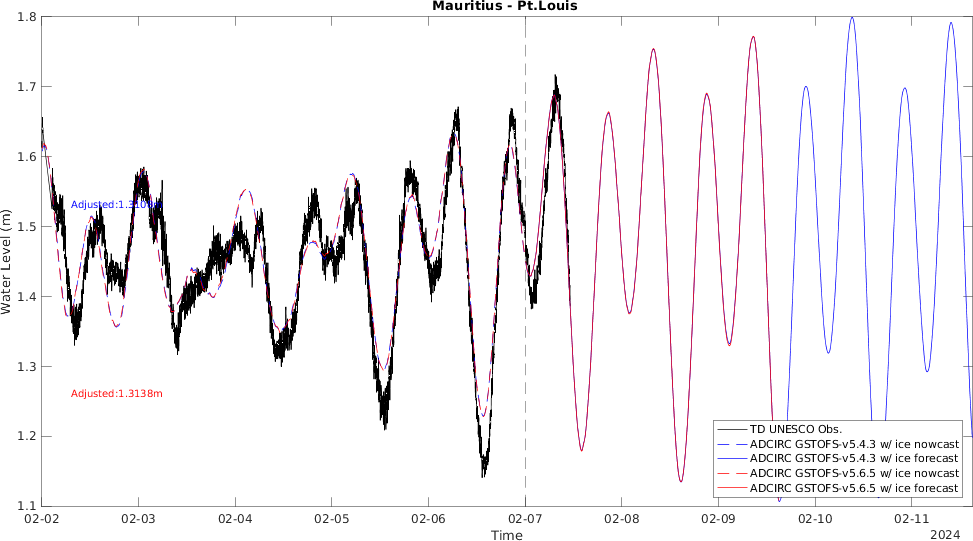 Mauritius - Pt.Louis
Water Level (m)
1.8
1.7
1.6
1.5
1.4
1.3
1.2
1.1
Adjusted:1.3108m
Adjusted:1.3138m
TD UNESCO Obs.
ADCIRC GSTOFS-v5.4.3 w/ ice nowcast
ADCIRC GSTOFS-v5.4.3 w/ ice forecast
ADCIRC GSTOFS-v5.6.5 w/ ice nowcast
ADCIRC GSTOFS-v5.6.5 w/ ice forecast
02-02 02-03 02-04 02-05 02-06 02-07 02-08 02-09 02-10 02-11
Time
2024